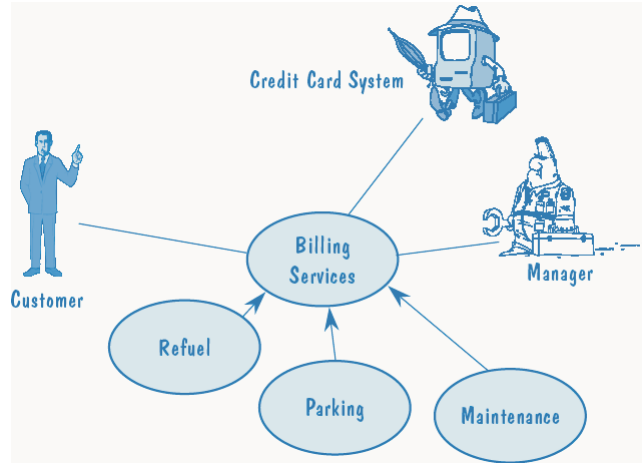 Credit Card System
Customer
Billing
Services
Manager
Refuel
Parking
Maintenance